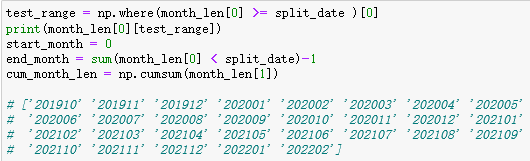 test_range = np.where(month_len[0] >= split_date )[0]
print(month_len[0][test_range])
start_month = 0
end_month = sum(month_len[0] < split_date)-1
cum_month_len = np.cumsum(month_len[1])
# ['201910' '201911' '201912' '202001' '202002' '202003' '202004' '202005'
# '202006' '202007' '202008' '202009' '202010' '202011' '202012' '202101'
# '202102' '202103' '202104' '202105' '202106' '202107' '202108' '202109'
# '202110' '202111' '202112' '202201' '202202']